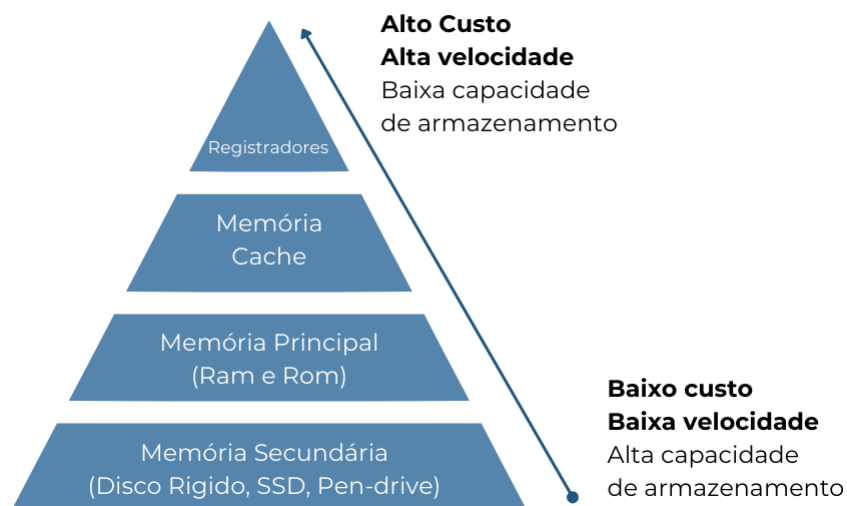 Alto Custo
Alta velocidade
Baixa capacidade
de armazenamento
Registradores
Memória
Cache
Memória Principal
(Ram e Rom)
Memória Secundária
(Disco Rigido, SSD, Pen-drive)
Baixo custo
Baixa velocidade
Alta capacidade
de armazenamento